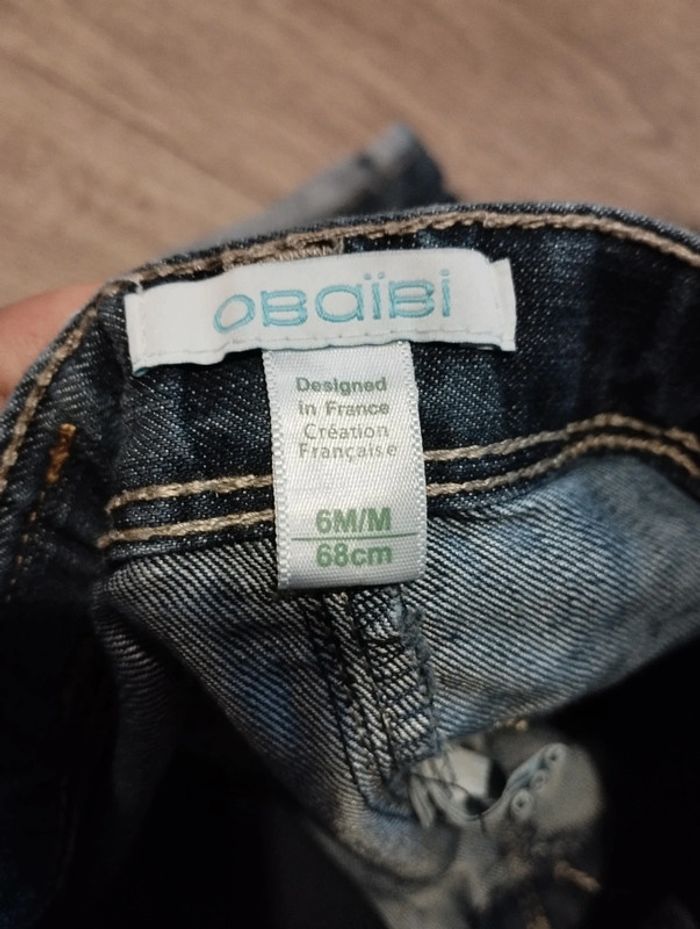 obaïbi
Designed
in France
Création
Française
6M/M
68cm